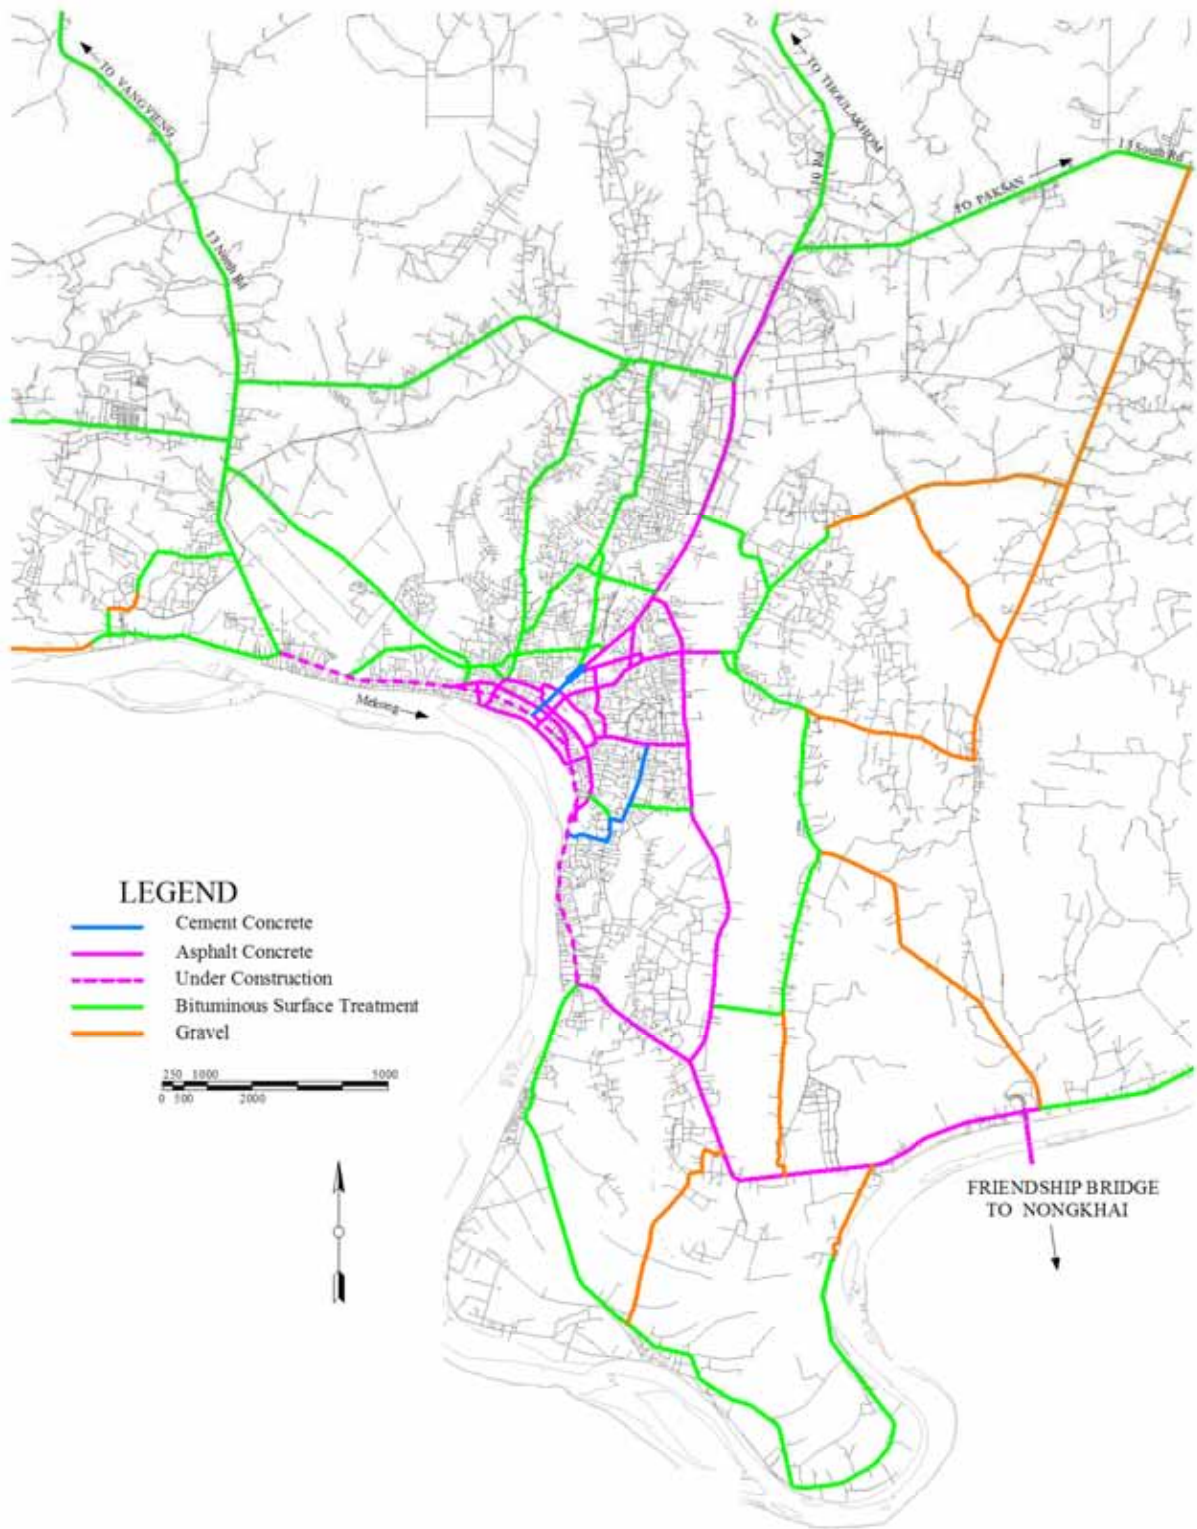 TO VANGVIENG
TO THOULAKHOM
10 Rd
13 South Rd
TO PAKSAN
13 North Rd
Mekong
LEGEND
Cement Concrete
Asphalt Concrete
Under Construction
Bituminous Surface Treatment
Gravel
250 1000 5000
0 500 2000
FRIENDSHIP BRIDGE
TO NONGKHAI